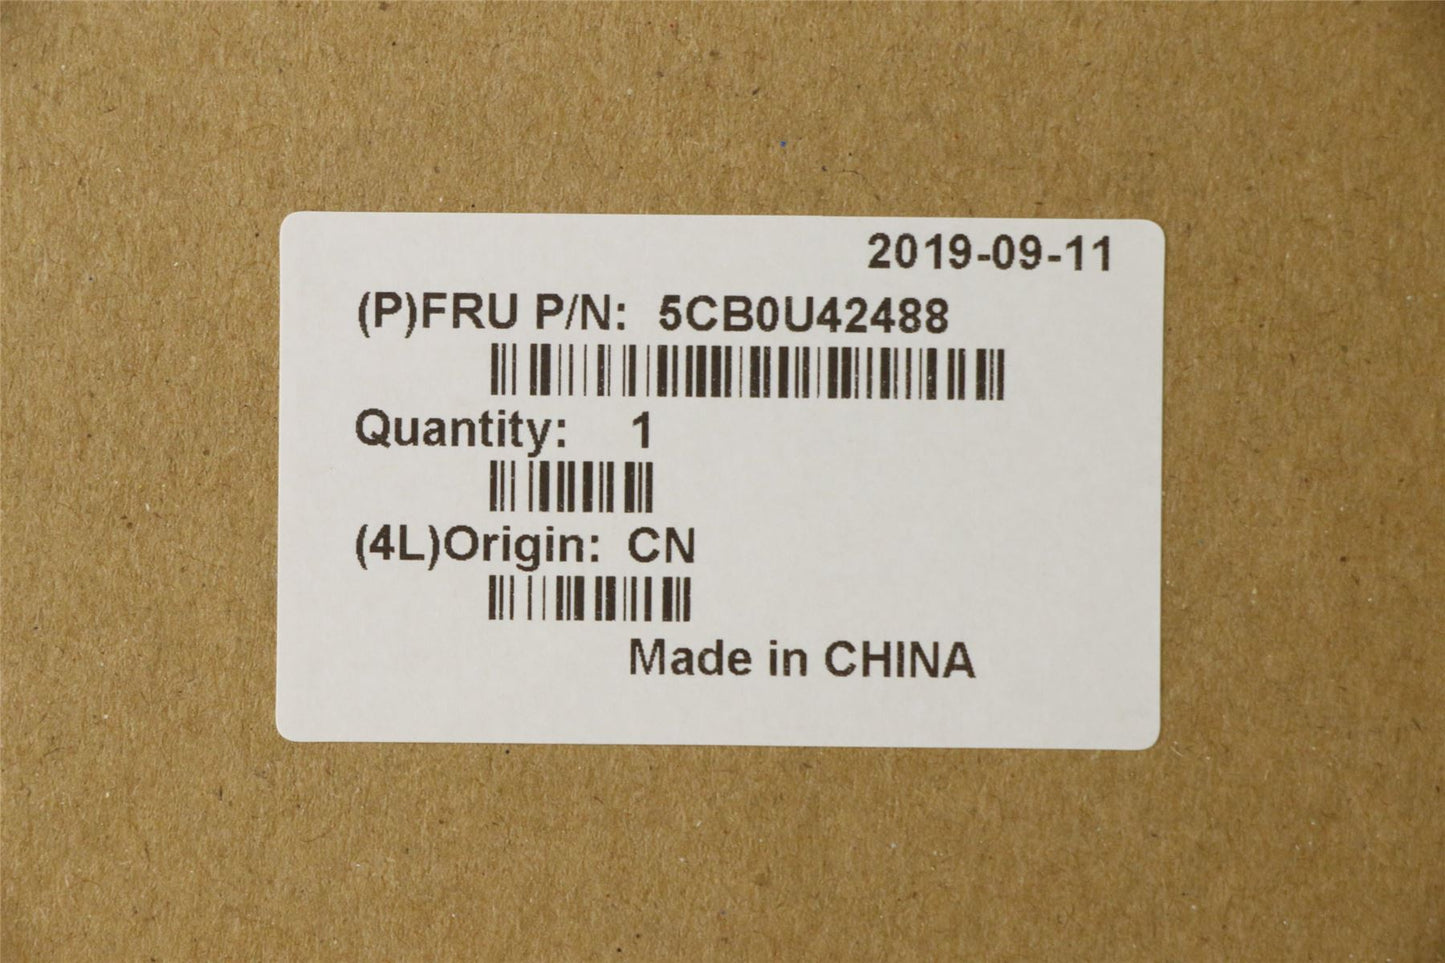 2019-09-11
(P)FRU P/N: 5CB0U42488
Quantity: 1
(4L)Origin: CN
Made in CHINA